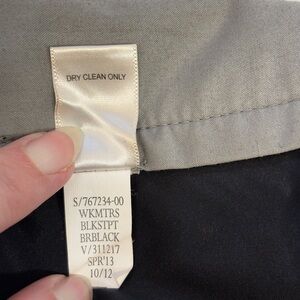 DRY CLEAN ONLY
S/767234-00
WKMTRS
BLKSTPT
BRBLACK
V/311217
SPR'13
10/12